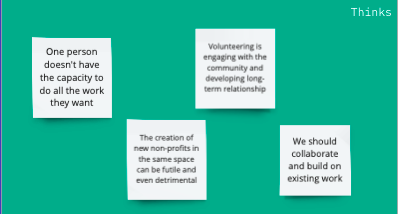 Thinks
One person
doesn't have
the capacity to
do all the work
they want
Volunteering is
engaging with the
community and
developing long-
term relationship
The creation of
new non-profits in
the same space
can be futile and
even detrimental
We should
collaborate
and build on
existing work